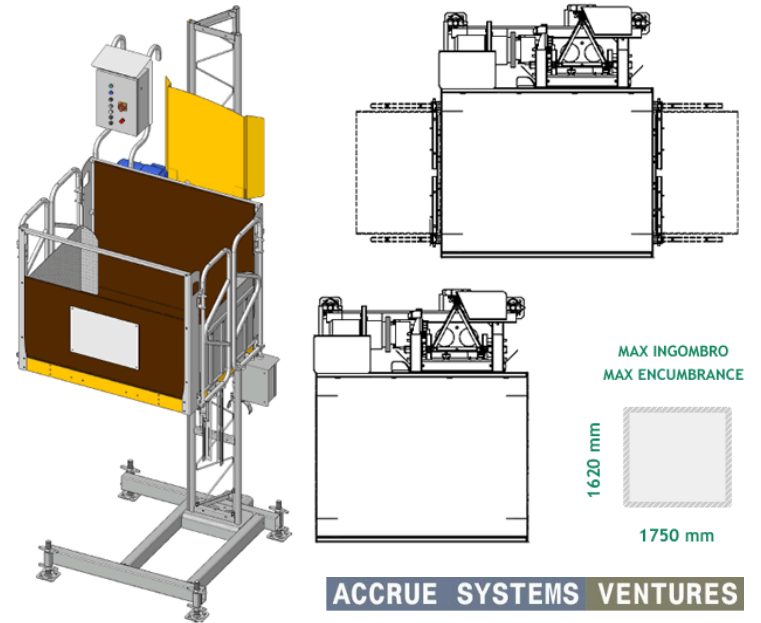 MAX INGOMBRO
MAX ENCUMBRANCE
1620 mm
1750 mm
ACCRUE SYSTEMS VENTURES